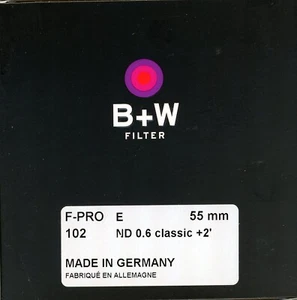 B+W
FILTER
F-PRO E 55 mm
102 ND 0.6 classic +2'
MADE IN GERMANY
FABRIQUÉ EN ALLEMAGNE